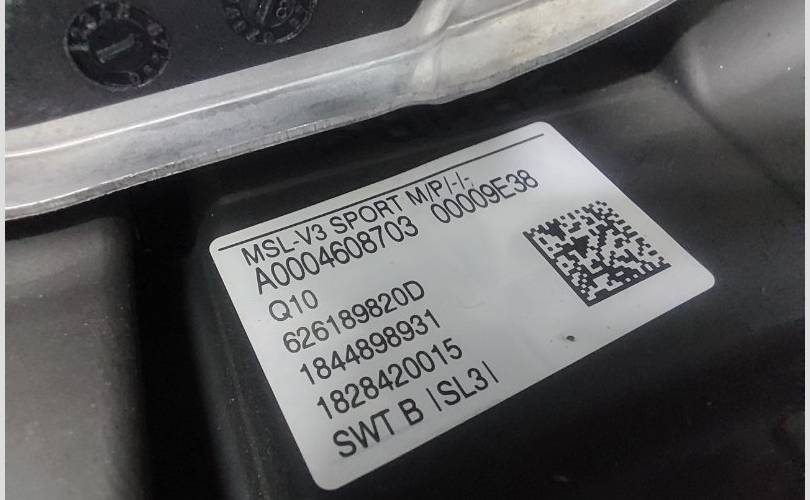 MSL-V3 SPORT M/P/-/-.
A0004608703 00009E38
Q10
626189820D
1844898931
1828420015
SWT B |SL3|